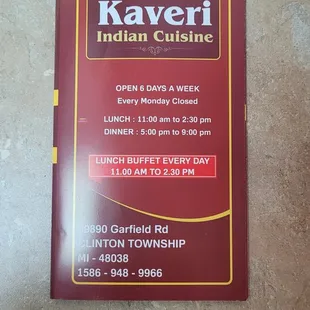 Kaveri
Indian Cuisine
OPEN 6 DAYS A WEEK
Every Monday Closed
LUNCH : 11:00 am to 2:30 pm
DINNER : 5:00 pm to 9:00 pm
LUNCH BUFFET EVERY DAY
11.00 AM TO 2.30 PM
Garfield Rd
CLINTON TOWNSHIP
MI - 48038
1586 - 948 - 9966